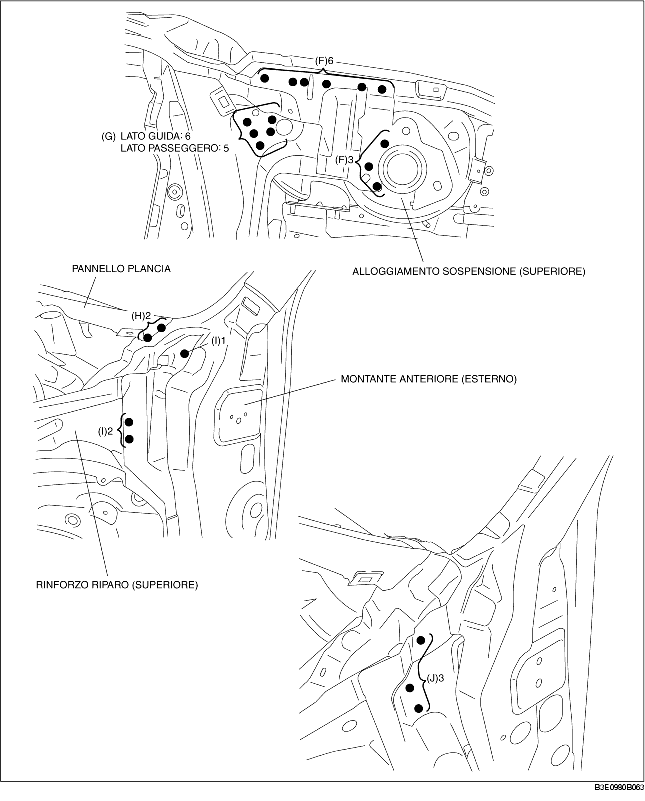 (F)6
(G) LATO GUIDA: 6
LATO PASSEGGERO: 5
(F)3
ALLOGGIAMENTO SOSPENSIONE (SUPERIORE)
PANNELLO PLANCIA
(H)2
(I)1
MONTANTE ANTERIORE (ESTERNO)
(I)2
RINFORZO RIPARO (SUPERIORE)
(J)3
B3E0980B063